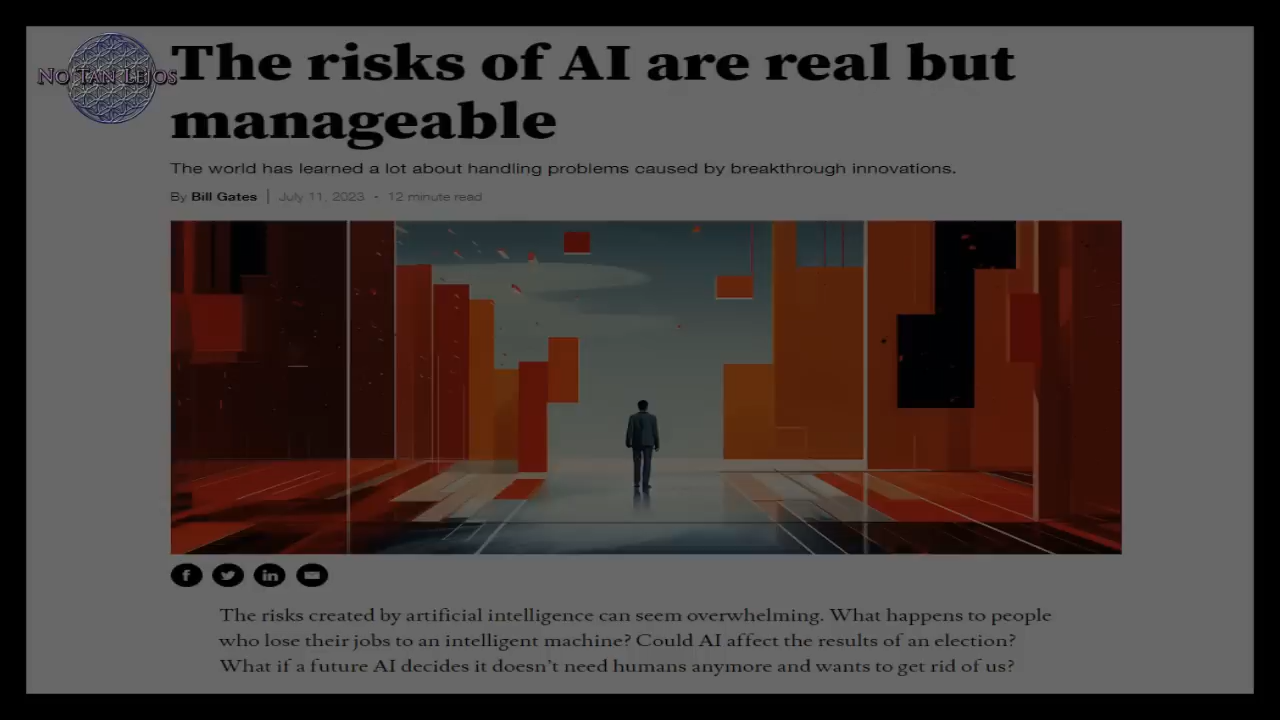 No Tan Lejos
The risks of AI are real but
manageable
The world has learned a lot about handling problems caused by breakthrough innovations.
By Bill Gates | July 11, 2023 · 12 minute read
The risks created by artificial intelligence can seem overwhelming. What happens to people
who lose their jobs to an intelligent machine? Could AI affect the results of an election?
What if a future AI decides it doesn't need humans anymore and wants to get rid of us?